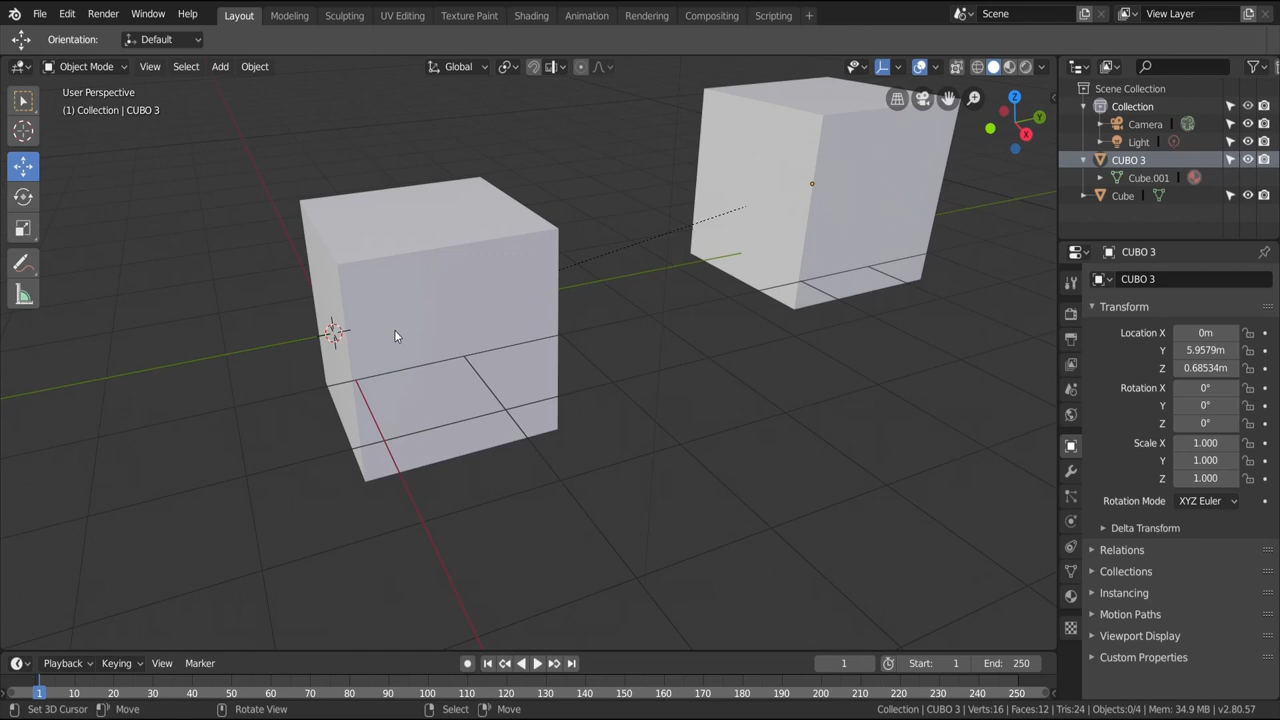 File Edit Render Window Help Layout Modeling Sculpting UV Editing Texture Paint Shading Animation Rendering Compositing Scripting + Scene View Layer
Orientation: Default
Object Mode View Select Add Object Global
User Perspective
(1) Collection | CUBO 3
Z
Y
X
Scene Collection
Collection
Camera
Light
CUBO 3
Cube.001
Cube
CUBO 3
CUBO 3
Transform
Location X 0m
Y 5.9579m
Z 0.68534m
Rotation X 0°
Y 0°
Z 0°
Scale X 1.000
Y 1.000
Z 1.000
Rotation Mode XYZ Euler
Delta Transform
Relations
Collections
Instancing
Motion Paths
Viewport Display
Custom Properties
Playback Keying View Marker 1 Start: 1 End: 250
1 10 20 30 40 50 60 70 80 90 100 110 120 130 140 150 160 170 180 190 200 210 220 230 240 250
Set 3D Cursor Move Rotate View Select Move Collection | CUBO 3 | Verts:16 | Faces:12 | Tris:24 | Objects:0/4 | Mem: 34.9 MB | v2.80.57